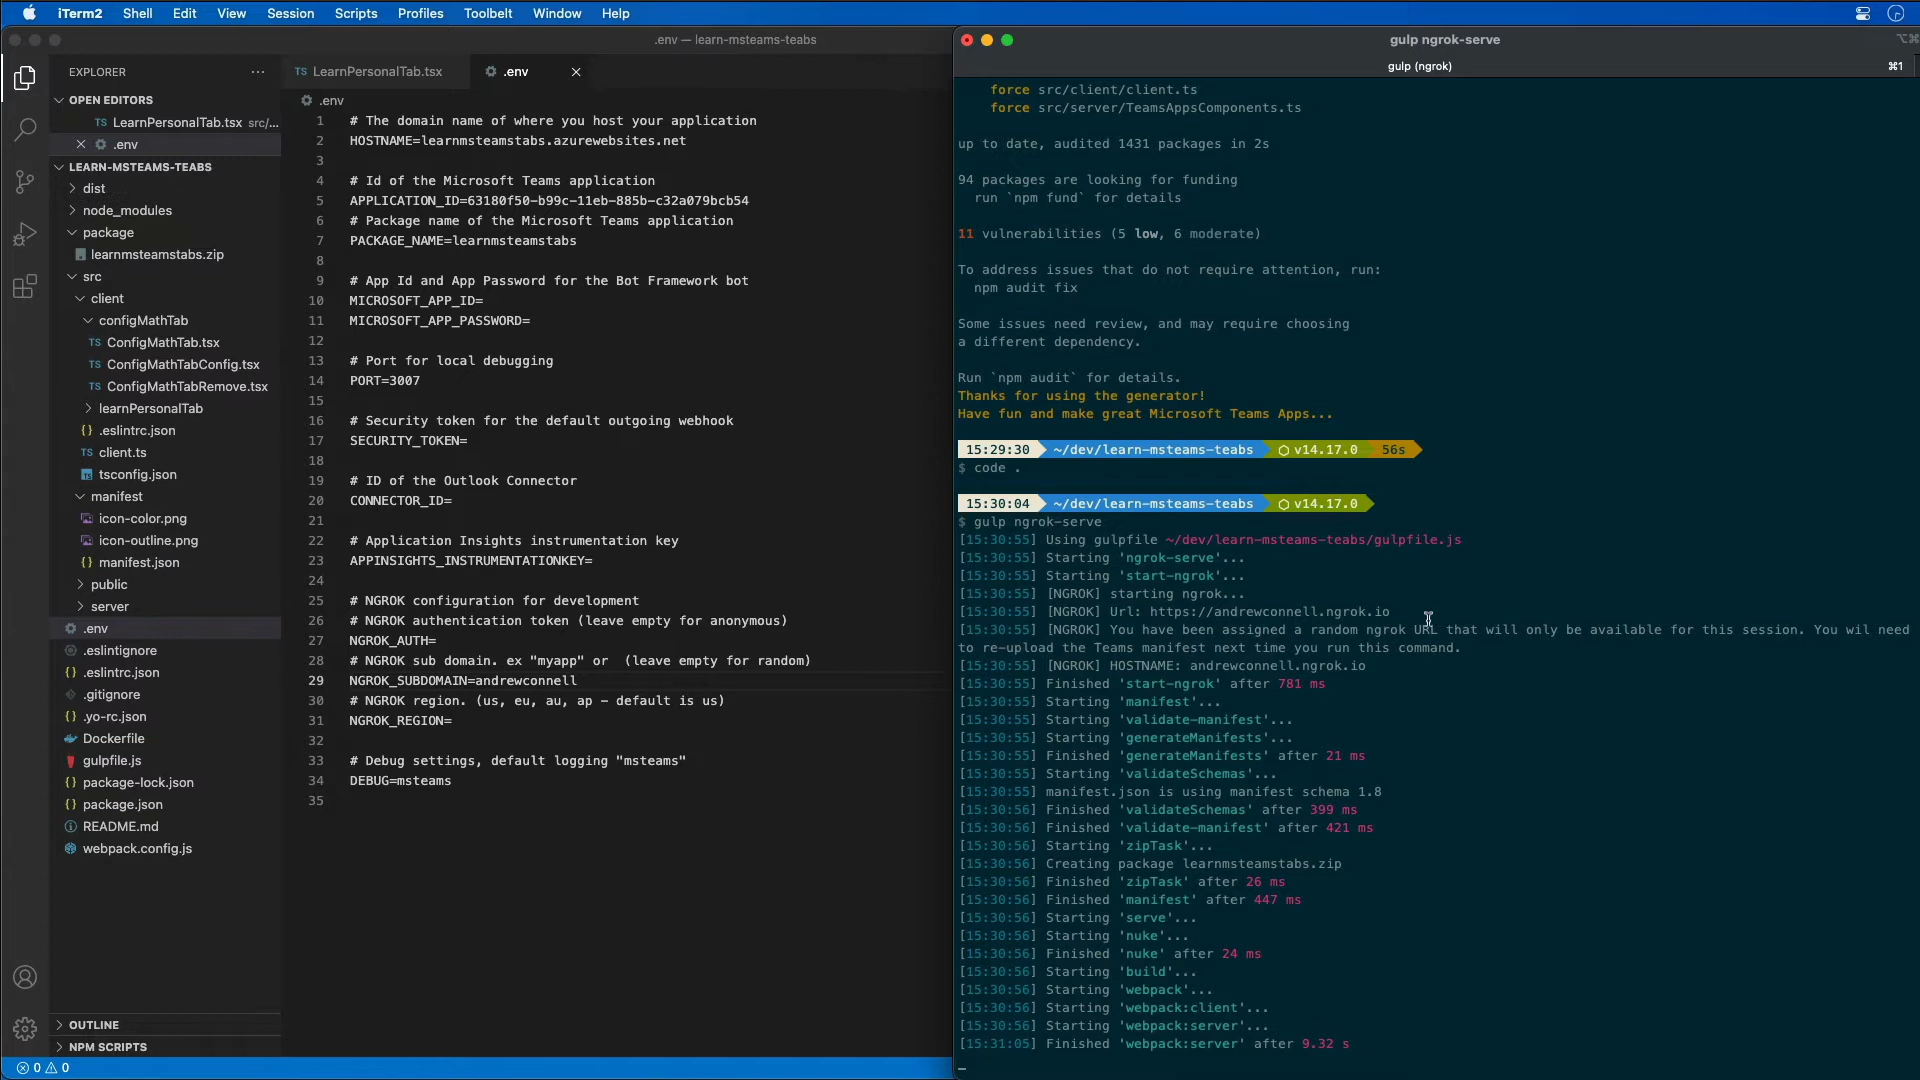 iTerm2 Shell Edit View Session Scripts Profiles Toolbelt Window Help
.env — learn-msteams-teabs
EXPLORER
OPEN EDITORS
TS LearnPersonalTab.tsx src/...
.env
LEARN-MSTEAMS-TEABS
dist
node_modules
package
learnmsteamstabs.zip
src
client
configMathTab
TS ConfigMathTab.tsx
TS ConfigMathTabConfig.tsx
TS ConfigMathTabRemove.tsx
learnPersonalTab
{} .eslintrc.json
TS client.ts
tsconfig.json
manifest
icon-color.png
icon-outline.png
{} manifest.json
public
server
.env
.eslintignore
{} .eslintrc.json
.gitignore
{} .yo-rc.json
Dockerfile
gulpfile.js
{} package-lock.json
{} package.json
README.md
webpack.config.js
OUTLINE
NPM SCRIPTS
0 0
TS LearnPersonalTab.tsx
.env
.env
1 # The domain name of where you host your application
2 HOSTNAME=learnmsteamstabs.azurewebsites.net
3
4 # Id of the Microsoft Teams application
5 APPLICATION_ID=63180f50-b99c-11eb-885b-c32a079bcb54
6 # Package name of the Microsoft Teams application
7 PACKAGE_NAME=learnmsteamstabs
8
9 # App Id and App Password for the Bot Framework bot
10 MICROSOFT_APP_ID=
11 MICROSOFT_APP_PASSWORD=
12
13 # Port for local debugging
14 PORT=3007
15
16 # Security token for the default outgoing webhook
17 SECURITY_TOKEN=
18
19 # ID of the Outlook Connector
20 CONNECTOR_ID=
21
22 # Application Insights instrumentation key
23 APPINSIGHTS_INSTRUMENTATIONKEY=
24
25 # NGROK configuration for development
26 # NGROK authentication token (leave empty for anonymous)
27 NGROK_AUTH=
28 # NGROK sub domain. ex "myapp" or  (leave empty for random)
29 NGROK_SUBDOMAIN=andrewconnell
30 # NGROK region. (us, eu, au, ap - default is us)
31 NGROK_REGION=
32
33 # Debug settings, default logging "msteams"
34 DEBUG=msteams
35
gulp ngrok-serve
gulp (ngrok) ⌘1
force src/client/client.ts
force src/server/TeamsAppsComponents.ts
up to date, audited 1431 packages in 2s
94 packages are looking for funding
run `npm fund` for details
11 vulnerabilities (5 low, 6 moderate)
To address issues that do not require attention, run:
npm audit fix
Some issues need review, and may require choosing
a different dependency.
Run `npm audit` for details.
Thanks for using the generator!
Have fun and make great Microsoft Teams Apps...
15:29:30 ~/dev/learn-msteams-teabs v14.17.0 56s
$ code .
15:30:04 ~/dev/learn-msteams-teabs v14.17.0
$ gulp ngrok-serve
[15:30:55] Using gulpfile ~/dev/learn-msteams-teabs/gulpfile.js
[15:30:55] Starting 'ngrok-serve'...
[15:30:55] Starting 'start-ngrok'...
[15:30:55] [NGROK] starting ngrok...
[15:30:55] [NGROK] Url: https://andrewconnell.ngrok.io
[15:30:55] [NGROK] You have been assigned a random ngrok URL that will only be available for this session. You wil need
to re-upload the Teams manifest next time you run this command.
[15:30:55] [NGROK] HOSTNAME: andrewconnell.ngrok.io
[15:30:55] Finished 'start-ngrok' after 781 ms
[15:30:55] Starting 'manifest'...
[15:30:55] Starting 'validate-manifest'...
[15:30:55] Starting 'generateManifests'...
[15:30:55] Finished 'generateManifests' after 21 ms
[15:30:55] Starting 'validateSchemas'...
[15:30:55] manifest.json is using manifest schema 1.8
[15:30:56] Finished 'validateSchemas' after 399 ms
[15:30:56] Finished 'validate-manifest' after 421 ms
[15:30:56] Starting 'zipTask'...
[15:30:56] Creating package learnmsteamstabs.zip
[15:30:56] Finished 'zipTask' after 26 ms
[15:30:56] Finished 'manifest' after 447 ms
[15:30:56] Starting 'serve'...
[15:30:56] Starting 'nuke'...
[15:30:56] Finished 'nuke' after 24 ms
[15:30:56] Starting 'build'...
[15:30:56] Starting 'webpack'...
[15:30:56] Starting 'webpack:client'...
[15:30:56] Starting 'webpack:server'...
[15:31:05] Finished 'webpack:server' after 9.32 s